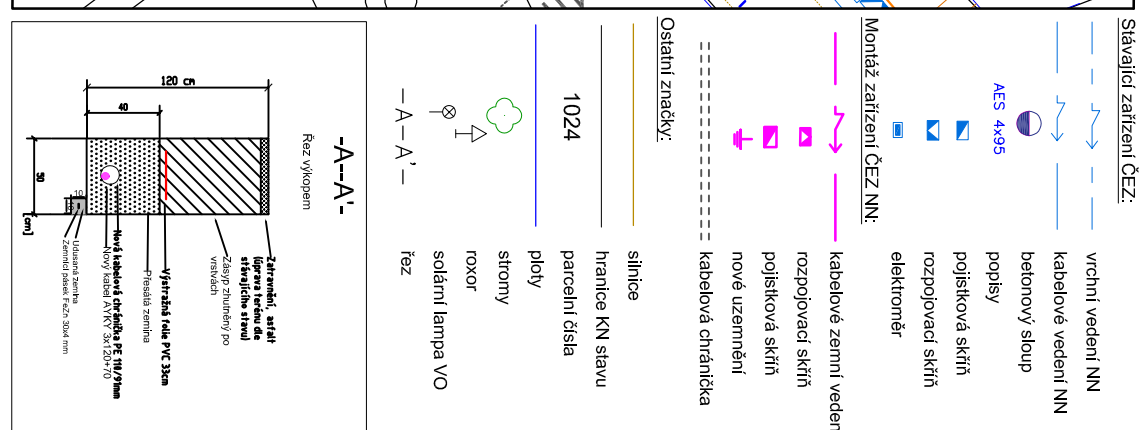 Stávající zařízení ČEZ:
vrchní vedení NN
kabelové vedení NN
betonový sloup
AES 4x95
popisy
pojistková skříň
rozpojovací skříň
elektroměr
Montáž zařízení ČEZ NN:
kabelové zemní veden
rozpojovací skříň
pojistková skříň
nové uzemnění
kabelová chránička
Ostatní značky:
silnice
hranice KN stavu
1024
parcelní čísla
ploty
stromy
roxor
solární lampa VO
–A–A'–
řez
-A--A'-
Řez výkopem
120 cm
40
50
10
[cm]
Zatravnění, asfalt
(úprava terénu dle
stávajícího stavu)
Zásyp zhutněný po
vrstvách
Výstražná folie PVC 33cm
Přesátá zemina
Nová kabelová chránička PE 110/91mm
Nový kabel AYKY 3x120+70
Udusaná zemina
Zemnící pásek FeZn 30x4 mm